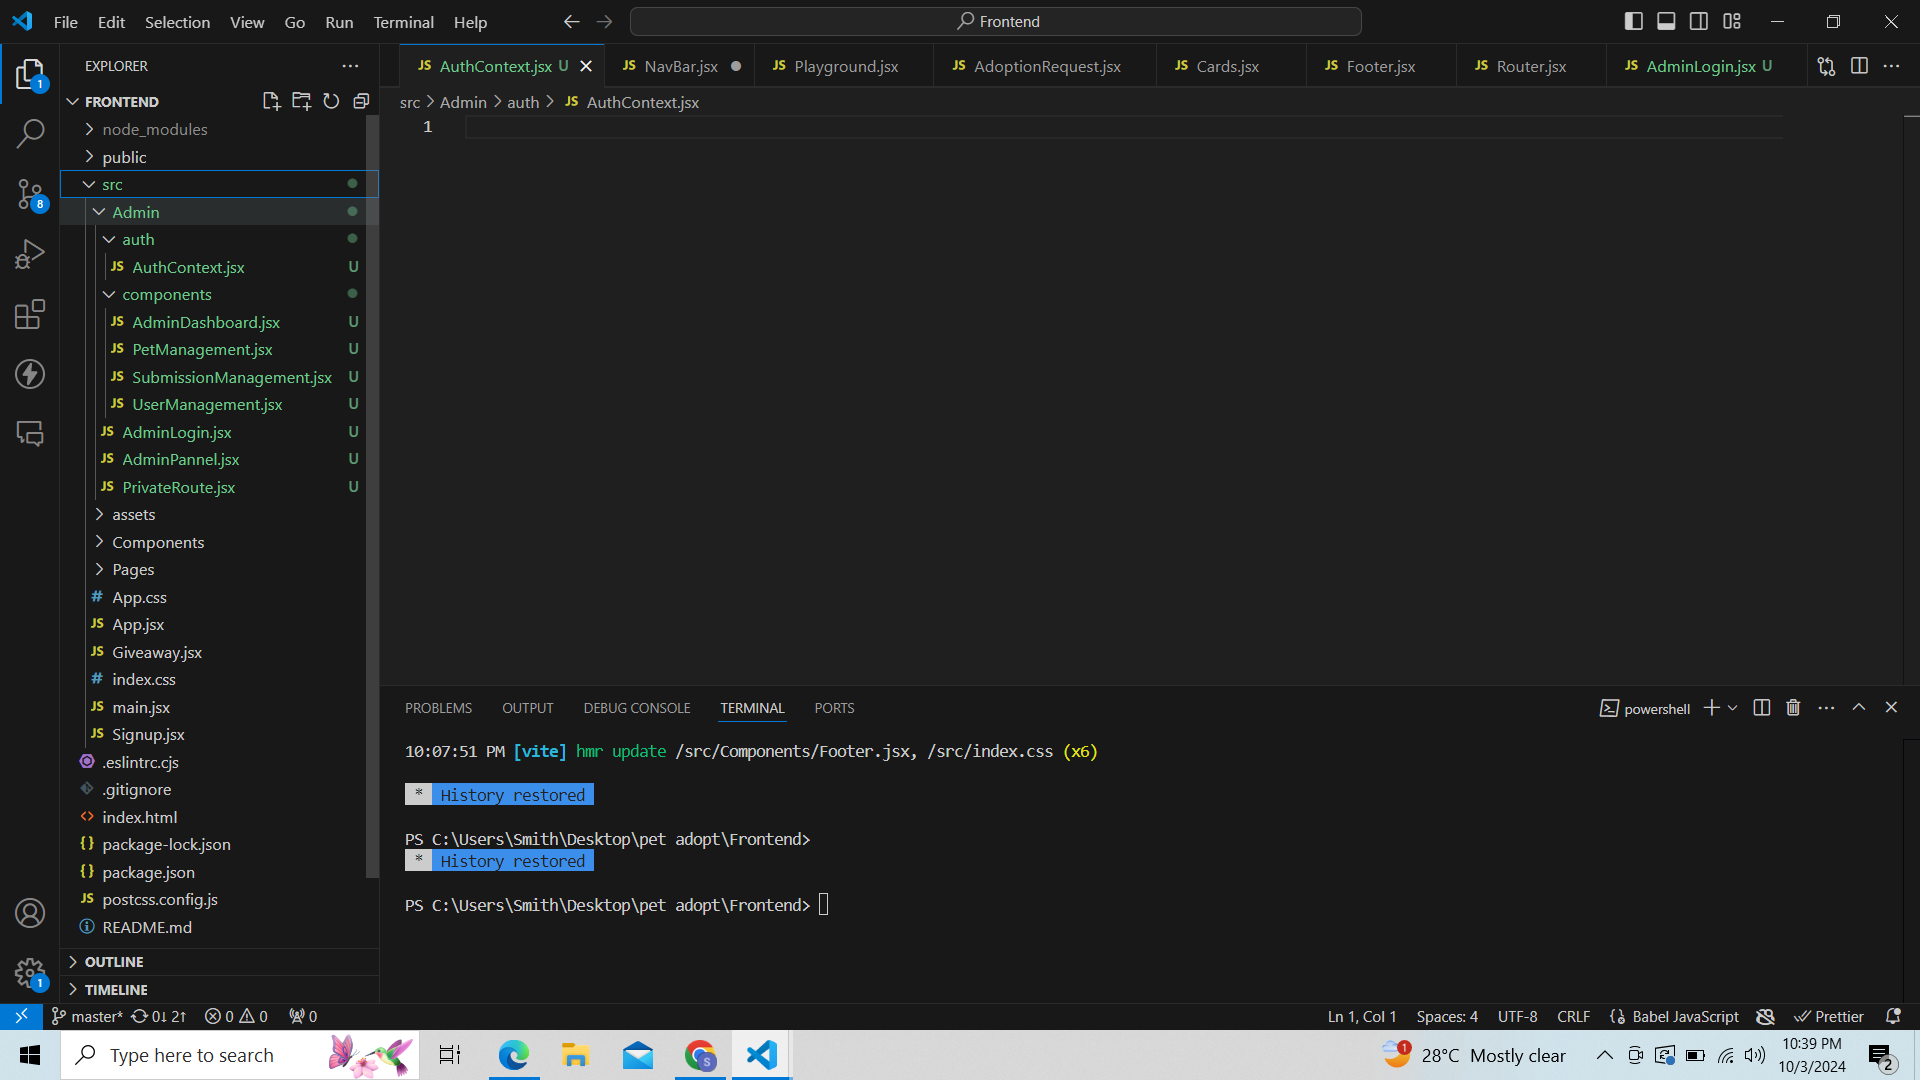 File Edit Selection View Go Run Terminal Help
Frontend
EXPLORER
FRONTEND
node_modules
public
src
Admin
auth
JS AuthContext.jsx U
components
JS AdminDashboard.jsx U
JS PetManagement.jsx U
JS SubmissionManagement.jsx U
JS UserManagement.jsx U
JS AdminLogin.jsx U
JS AdminPannel.jsx U
JS PrivateRoute.jsx U
assets
Components
Pages
# App.css
JS App.jsx
JS Giveaway.jsx
# index.css
JS main.jsx
JS Signup.jsx
.eslintrc.cjs
.gitignore
<> index.html
{} package-lock.json
{} package.json
JS postcss.config.js
README.md
OUTLINE
TIMELINE
1
8
1
JS AuthContext.jsx U
JS NavBar.jsx
JS Playground.jsx
JS AdoptionRequest.jsx
JS Cards.jsx
JS Footer.jsx
JS Router.jsx
JS AdminLogin.jsx U
src > Admin > auth > JS AuthContext.jsx
1
PROBLEMS OUTPUT DEBUG CONSOLE TERMINAL PORTS
powershell
10:07:51 PM [vite] hmr update /src/Components/Footer.jsx, /src/index.css (x6)
* History restored
PS C:\Users\Smith\Desktop\pet adopt\Frontend>
* History restored
PS C:\Users\Smith\Desktop\pet adopt\Frontend>
master* 0↓ 2↑ 0 0 0
Ln 1, Col 1 Spaces: 4 UTF-8 CRLF Babel JavaScript Prettier
Type here to search
S
1
28°C Mostly clear
10:39 PM
10/3/2024
2